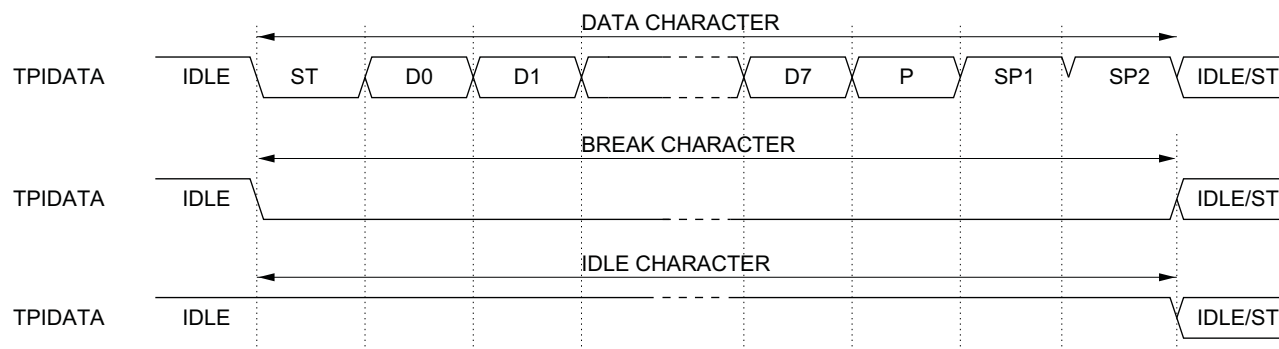 DATA CHARACTER
TPIDATA IDLE ST D0 D1 D7 P SP1 SP2 IDLE/ST
BREAK CHARACTER
TPIDATA IDLE IDLE/ST
IDLE CHARACTER
TPIDATA IDLE IDLE/ST